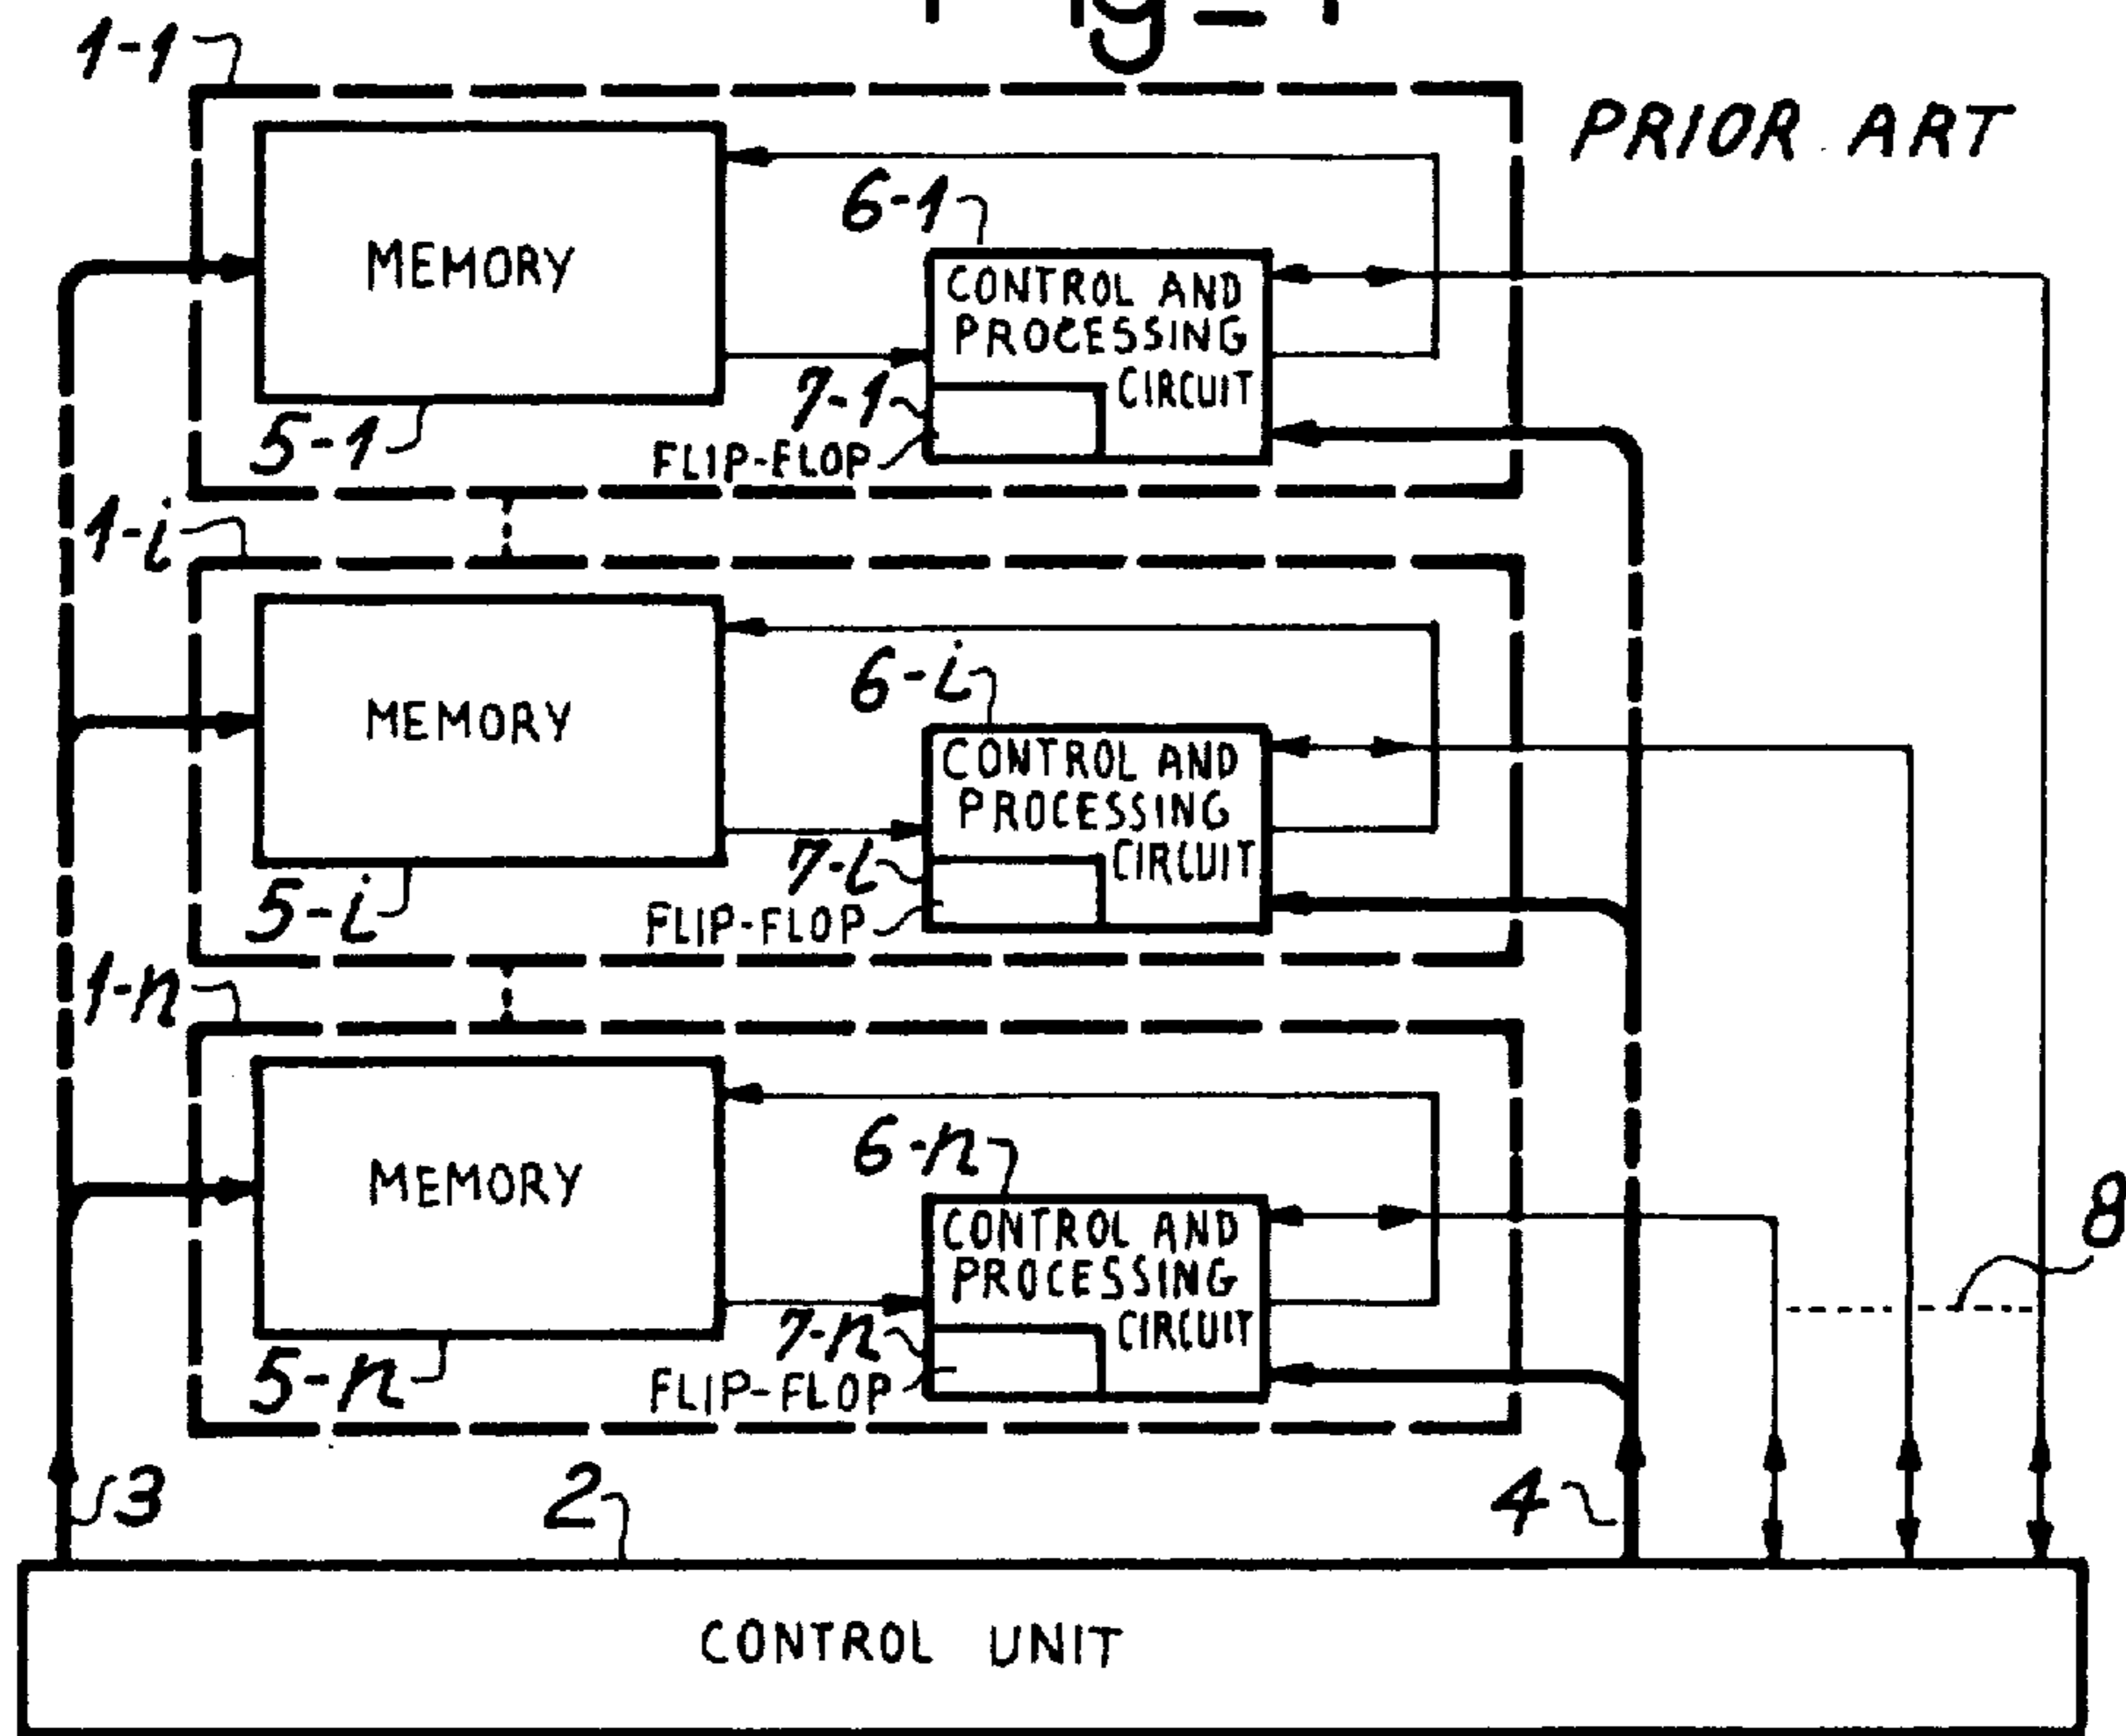 Fig_1
1-1
PRIOR ART
6-1
MEMORY
CONTROL AND
PROCESSING
CIRCUIT
7-1
5-1
FLIP-FLOP
1-i
6-i
MEMORY
CONTROL AND
PROCESSING
CIRCUIT
7-i
5-i
FLIP-FLOP
1-n
6-n
MEMORY
8
CONTROL AND
PROCESSING
CIRCUIT
7-n
5-n
FLIP-FLOP
3
2
4
CONTROL UNIT